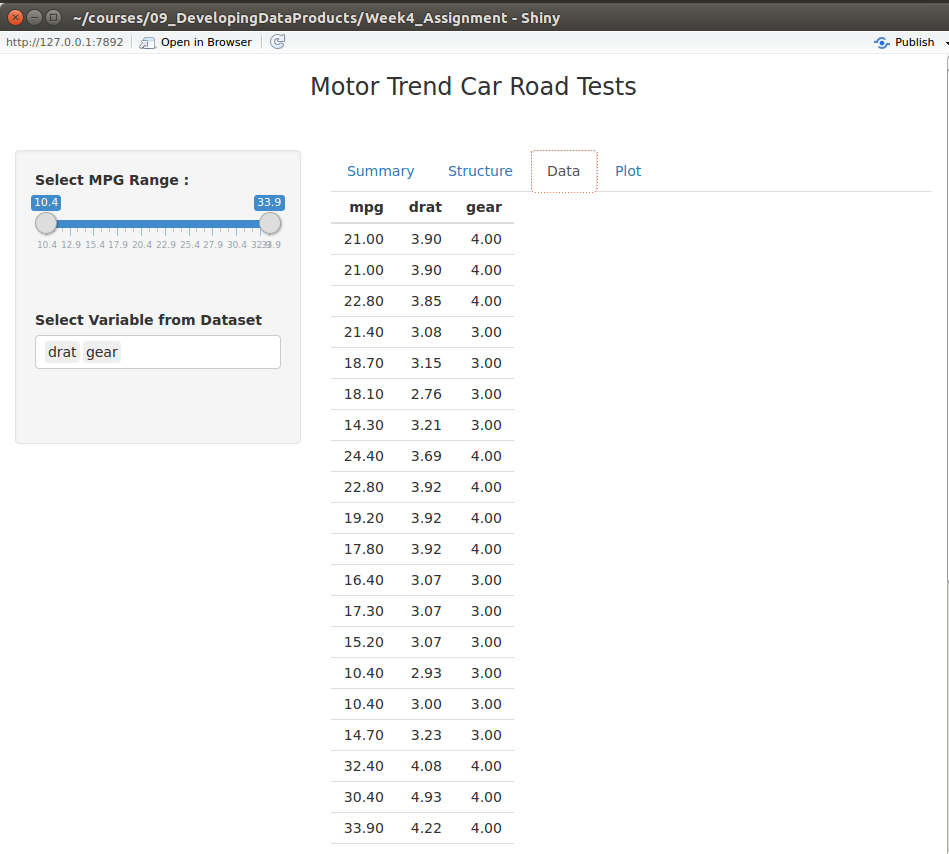 ~/courses/09_DevelopingDataProducts/Week4_Assignment - Shiny
http://127.0.0.1:7892 Open in Browser Publish
Motor Trend Car Road Tests
Select MPG Range :
10.4 33.9
10.4 12.9 15.4 17.9 20.4 22.9 25.4 27.9 30.4 33.9
Select Variable from Dataset
drat gear
Summary Structure Data Plot
mpg drat gear
21.00 3.90 4.00
21.00 3.90 4.00
22.80 3.85 4.00
21.40 3.08 3.00
18.70 3.15 3.00
18.10 2.76 3.00
14.30 3.21 3.00
24.40 3.69 4.00
22.80 3.92 4.00
19.20 3.92 4.00
17.80 3.92 4.00
16.40 3.07 3.00
17.30 3.07 3.00
15.20 3.07 3.00
10.40 2.93 3.00
10.40 3.00 3.00
14.70 3.23 3.00
32.40 4.08 4.00
30.40 4.93 4.00
33.90 4.22 4.00